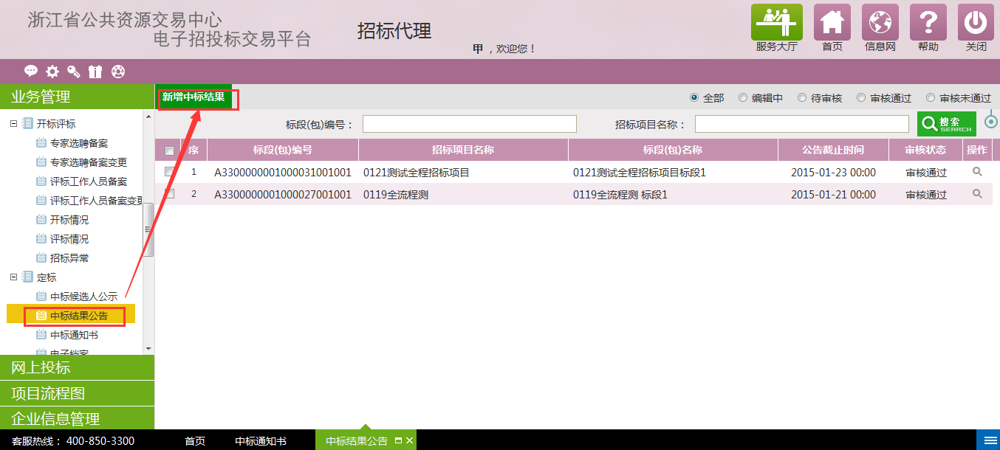 浙江省公共资源交易中心
电子招投标交易平台
招标代理
甲 ，欢迎您！
服务大厅 首页 信息网 帮助 关闭
业务管理
开标评标
专家选聘备案
专家选聘备案变更
评标工作人员备案
评标工作人员备案变更
开标情况
评标情况
招标异常
定标
中标候选人公示
中标结果公告
中标通知书
电子档案
网上投标
项目流程图
企业信息管理
新增中标结果
全部 编辑中 待审核 审核通过 审核未通过
标段(包)编号： 招标项目名称： 搜索 SEARCH
序 标段(包)编号 招标项目名称 标段(包)名称 公告截止时间 审核状态 操作
1 A3300000001000031001001 0121测试全程招标项目 0121测试全程招标项目标段1 2015-01-23 00:00 审核通过
2 A3300000001000027001001 0119全流程测 0119全流程测 标段1 2015-01-21 00:00 审核通过
客服热线： 400-850-3300 首页 中标通知书 中标结果公告